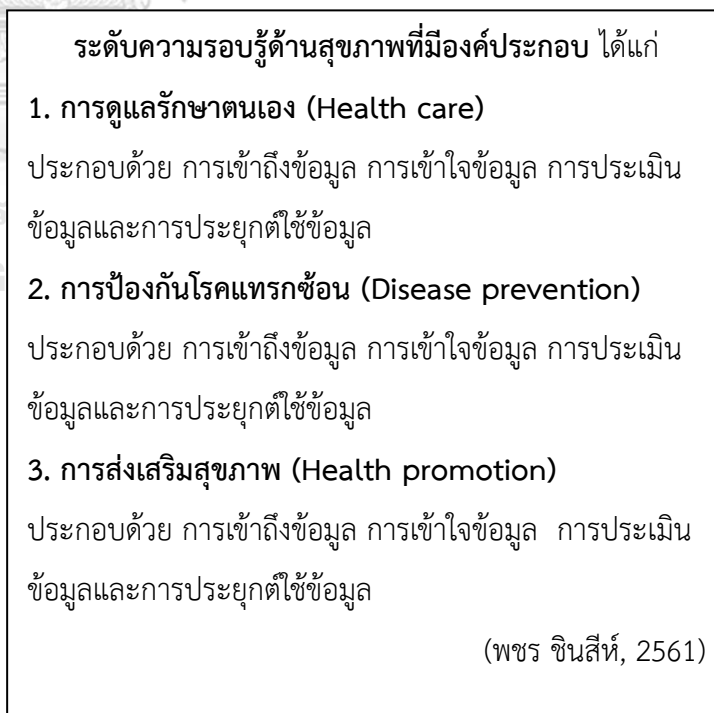 ระดับความรอบรู้ด้านสุขภาพที่มีองค์ประกอบ ได้แก่
1. การดูแลรักษาตนเอง (Health care)
ประกอบด้วย การเข้าถึงข้อมูล การเข้าใจข้อมูล การประเมิน
ข้อมูลและการประยุกต์ใช้ข้อมูล
2. การป้องกันโรคแทรกซ้อน (Disease prevention)
ประกอบด้วย การเข้าถึงข้อมูล การเข้าใจข้อมูล การประเมิน
ข้อมูลและการประยุกต์ใช้ข้อมูล
3. การส่งเสริมสุขภาพ (Health promotion)
ประกอบด้วย การเข้าถึงข้อมูล การเข้าใจข้อมูล การประเมิน
ข้อมูลและการประยุกต์ใช้ข้อมูล
(พชร ชินสีห์, 2561)